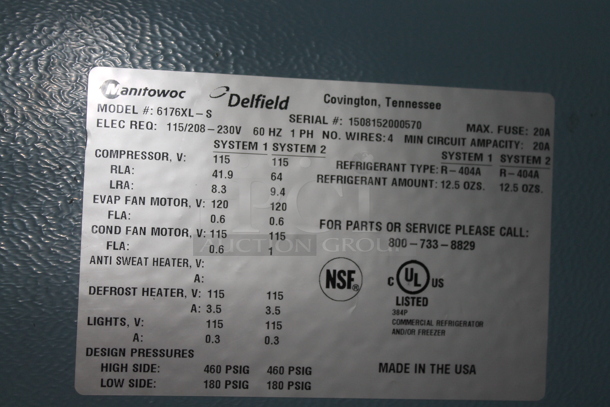 Manitowoc Delfield Covington, Tennessee
MODEL #: 6176XL-S SERIAL #: 1508152000570 MAX. FUSE: 20A
ELEC REQ: 115/208-230V 60 HZ 1 PH NO. WIRES:4 MIN CIRCUIT AMPACITY: 20A
SYSTEM 1 SYSTEM 2 SYSTEM 1 SYSTEM 2
COMPRESSOR, V: 115 115 REFRIGERANT TYPE: R-404A R-404A
RLA: 41.9 64 REFRIGERANT AMOUNT: 12.5 OZS. 12.5 OZS.
LRA: 8.3 9.4
EVAP FAN MOTOR, V: 120 120
FLA: 0.6 0.6 FOR PARTS OR SERVICE PLEASE CALL:
COND FAN MOTOR, V: 115 115 800-733-8829
FLA: 0.6 1
AUCTION GROUP
ANTI SWEAT HEATER, V:
A:
NSF® C UL US
DEFROST HEATER, V: 115 115 LISTED
A: 3.5 3.5 384P
LIGHTS, V: 115 115 COMMERCIAL REFRIGERATOR
A: 0.3 0.3 AND/OR FREEZER
DESIGN PRESSURES
HIGH SIDE: 460 PSIG 460 PSIG MADE IN THE USA
LOW SIDE: 180 PSIG 180 PSIG